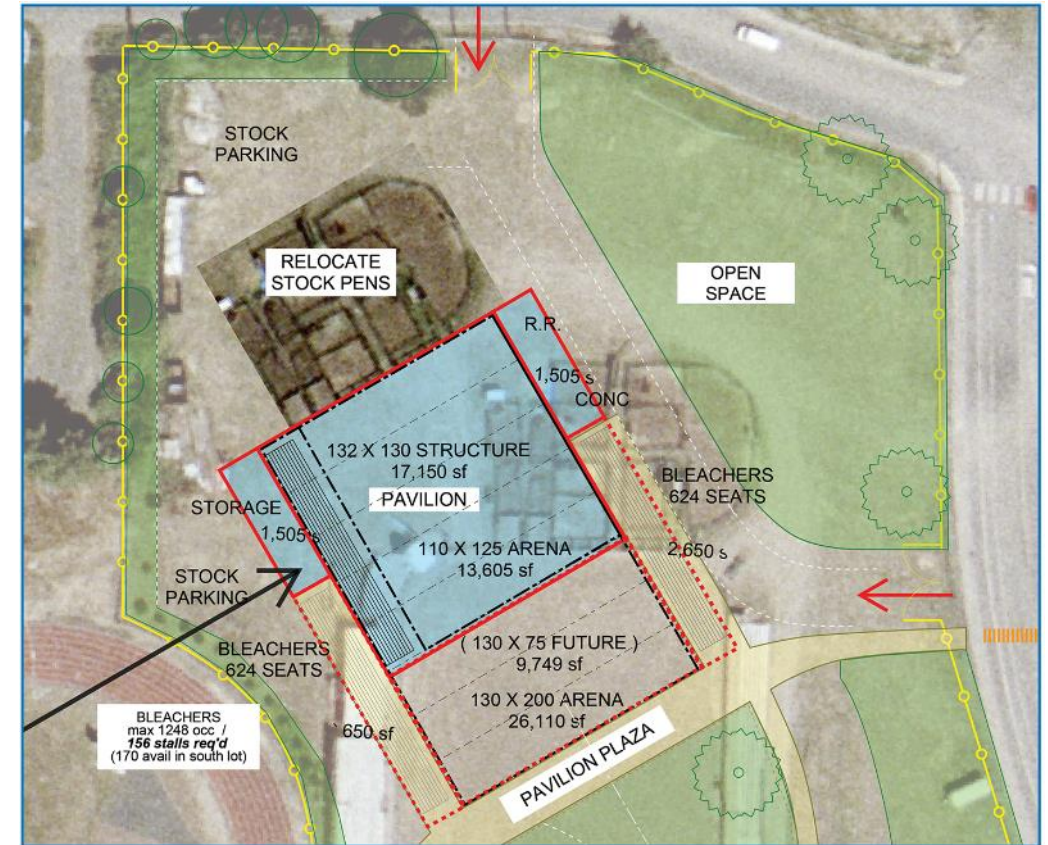 STOCK
PARKING
RELOCATE
STOCK PENS
OPEN
SPACE
R.R.
1,505 s
CONC
132 X 130 STRUCTURE
17,150 sf
PAVILION
BLEACHERS
624 SEATS
STORAGE
1,505 s
110 X 125 ARENA
13,605 sf
2,650 s
STOCK
PARKING
BLEACHERS
624 SEATS
( 130 X 75 FUTURE )
9,749 sf
130 X 200 ARENA
26,110 sf
BLEACHERS
max 1248 occ /
156 stalls req'd
(170 avail in south lot)
650 sf
PAVILION PLAZA